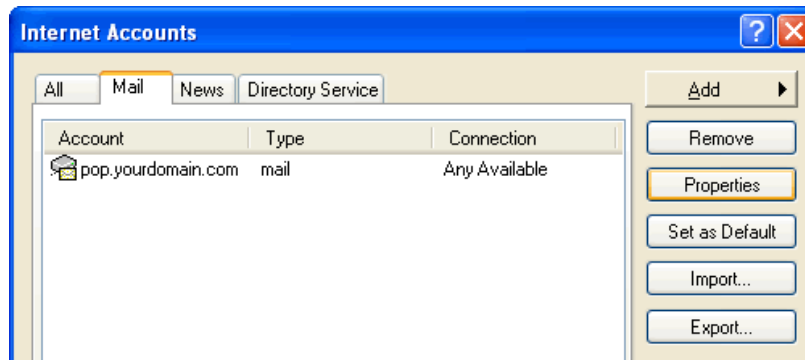 Internet Accounts
All Mail News Directory Service
Add
Account Type Connection
Remove
pop.yourdomain.com mail Any Available
Properties
Set as Default
Import...
Export...